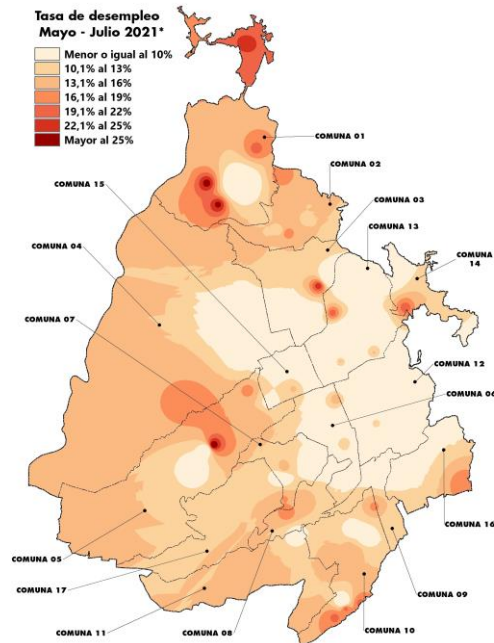 Tasa de desempleo
Mayo - Julio 2021*
Menor o igual al 10%
10,1% al 13%
13,1% al 16%
16,1% al 19%
19,1% al 22%
22,1% al 25%
Mayor al 25%
COMUNA 01
COMUNA 02
COMUNA 15
COMUNA 03
COMUNA 13
COMUNA 04
COMUNA
14
COMUNA 07
COMUNA 12
COMUNA 06
COMUNA 16
COMUNA 05
COMUNA 17
COMUNA 09
COMUNA 11
COMUNA 08
COMUNA 10